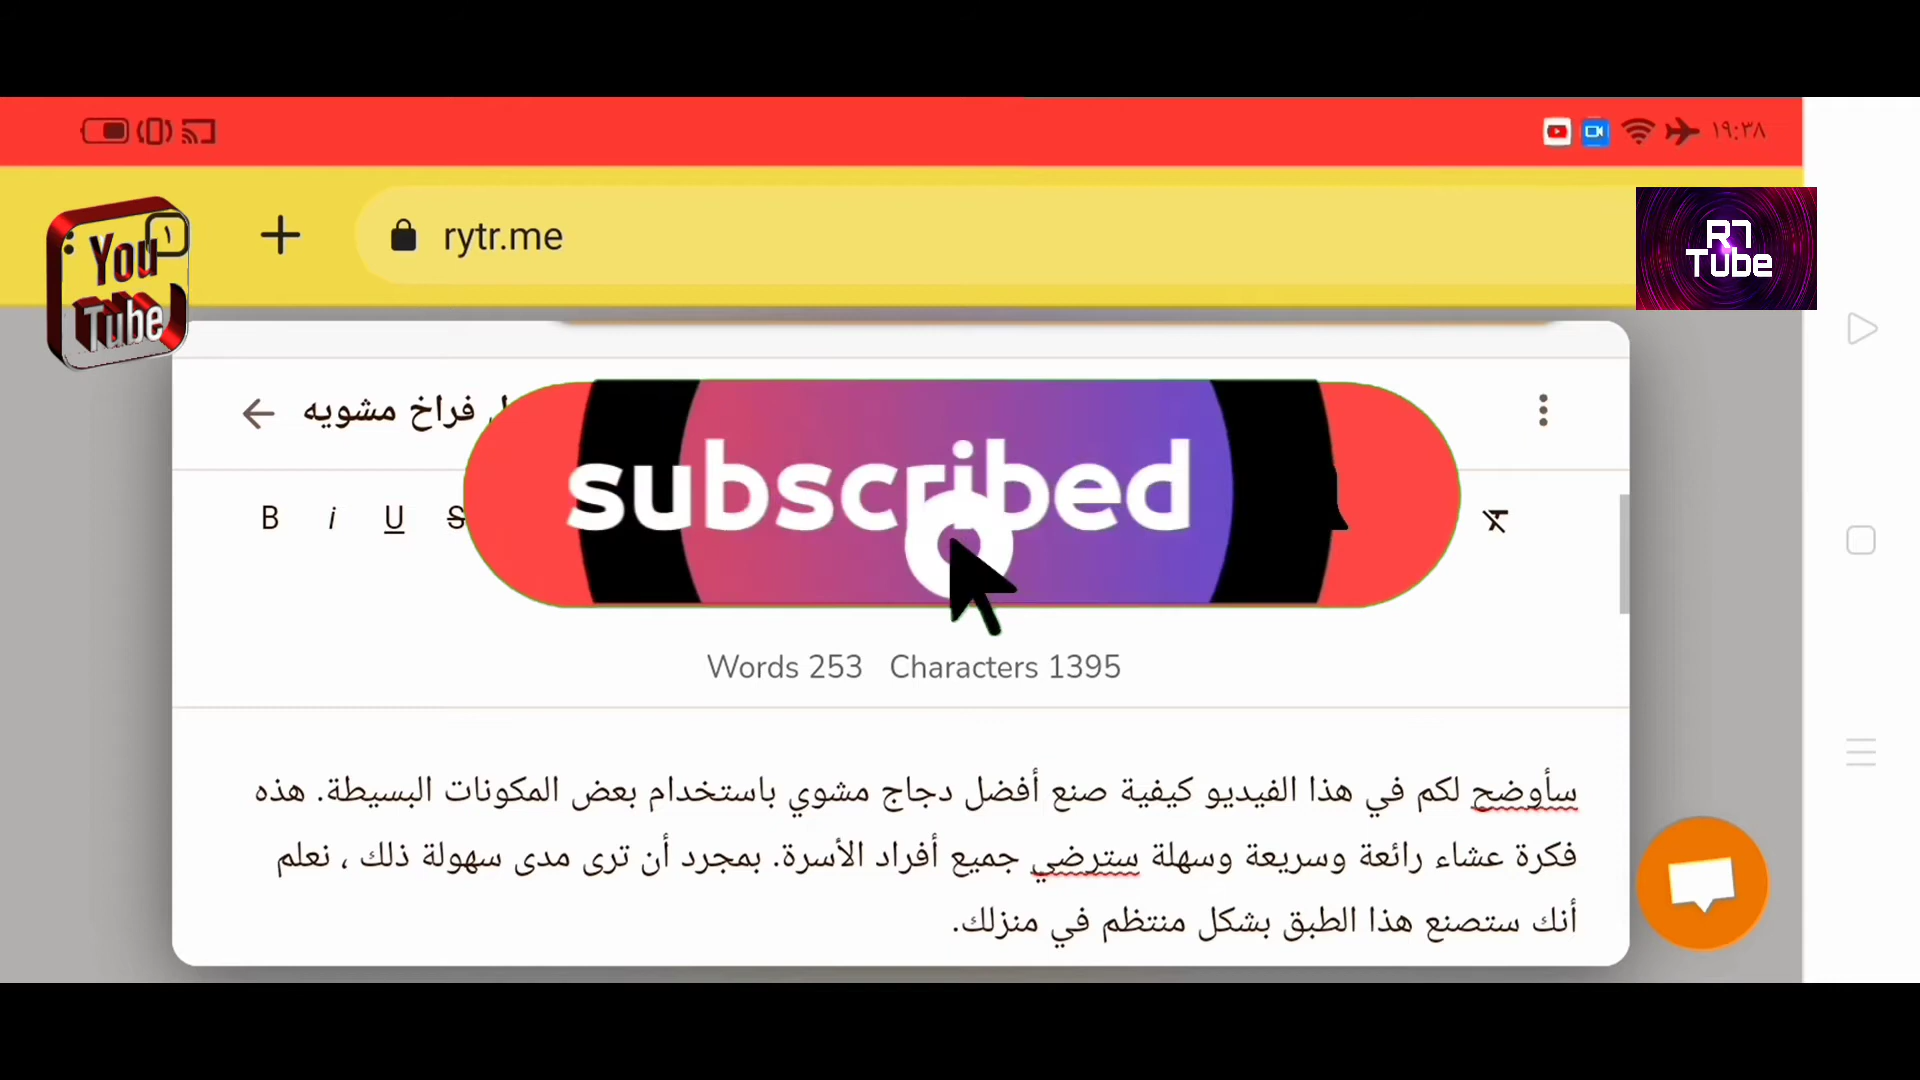 ١٩:٣٨
You
Tube
١
rytr.me
R7
Tube
فراخ مشويه
subscribed
B i U S
Words 253 Characters 1395
سأوضح لكم في هذا الفيديو كيفية صنع أفضل دجاج مشوي باستخدام بعض المكونات البسيطة. هذه
فكرة عشاء رائعة وسريعة وسهلة سترضي جميع أفراد الأسرة. بمجرد أن ترى مدى سهولة ذلك ، نعلم
أنك ستصنع هذا الطبق بشكل منتظم في منزلك.